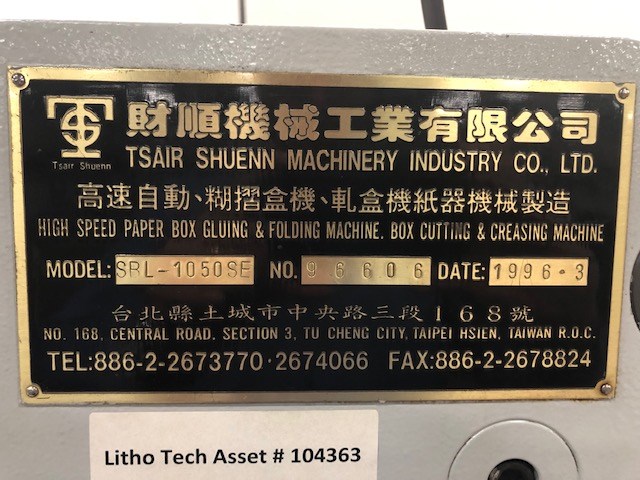 財順機械工業有限公司
Tsair Shuenn
TSAIR SHUENN MACHINERY INDUSTRY CO., LTD.
高速自動、糊摺盒機、軋盒機紙器機械製造
HIGH SPEED PAPER BOX GLUING & FOLDING MACHINE. BOX CUTTING & CREASING MACHINE
MODEL: SRL-1050SE NO. 96606 DATE: 1996·3
台北縣土城市中央路三段168號
NO. 168, CENTRAL ROAD, SECTION 3, TU CHENG CITY, TAIPEI HSIEN, TAIWAN R.O.C.
TEL:886-2-2673770·2674066 FAX:886-2-2678824
Litho Tech Asset # 104363